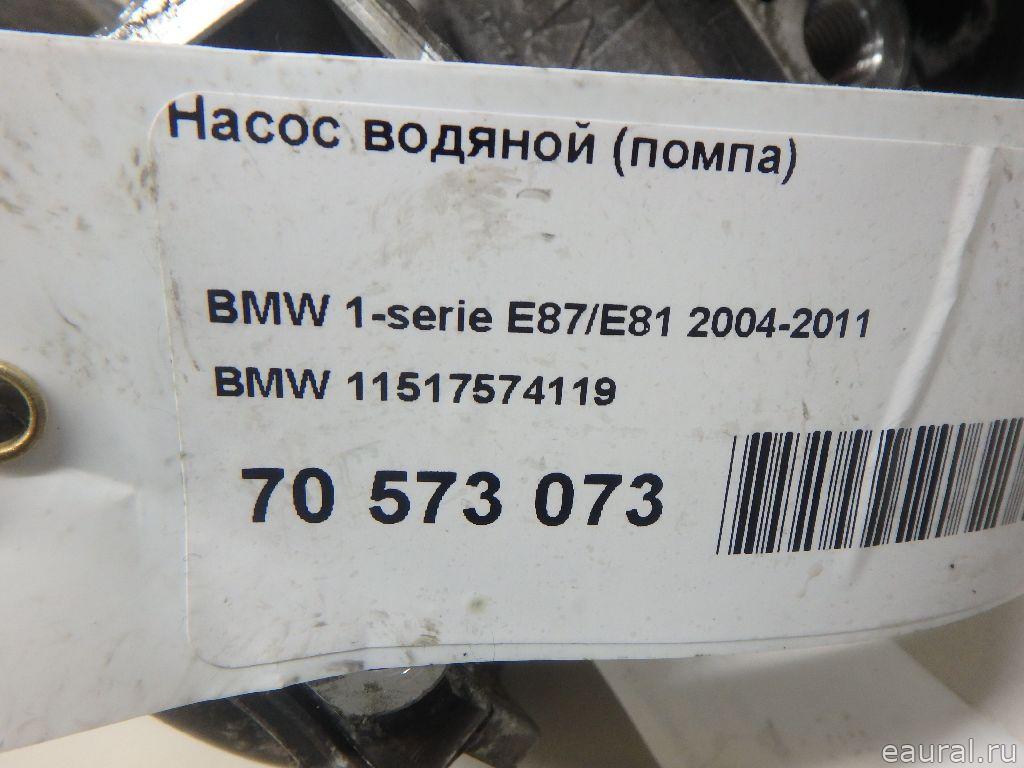 Насос водяной (помпа)
BMW 1-serie E87/E81 2004-2011
BMW 11517574119
70 573 073
eaural.ru